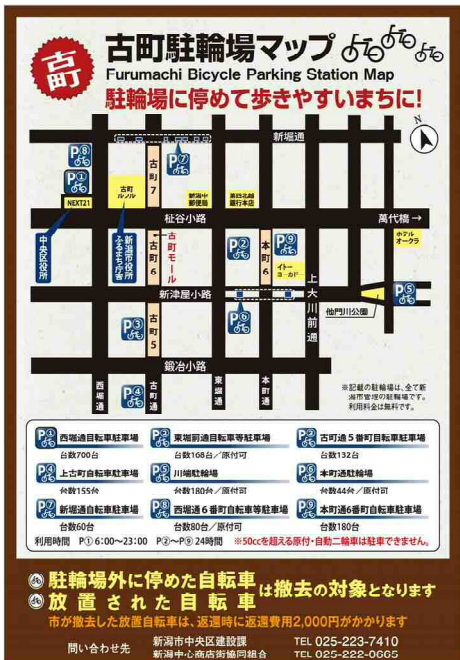 古町
古町駐輪場マップ
Furumachi Bicycle Parking Station Map
駐輪場に停めて歩きやすいまちに!
N
新堀通
P⑧
P⑦
P①
古町7
古町ルフル
新潟中郵便局
第四北越銀行本店
NEXT21
柾谷小路
萬代橋→
中央区役所
新潟市役所ふるまち庁舎
古町6
古町モール
P②
本町6
P⑨
イトーヨーカドー
ホテルオークラ
上大川前通
P⑤
新津屋小路
他門川公園
P③
古町5
P⑥
鍛冶小路
西堀通
P④
古町通
東堀通
本町通
※記載の駐輪場は、全て新
潟市管理の駐輪場です。
利用料金は無料です。
P① 西堀通自転車駐車場
台数700台
P② 東堀前通自転車等駐車場
台数168台/原付可
P③ 古町通5番町自転車駐車場
台数132台
P④ 上古町自転車駐車場
台数155台
P⑤ 川端駐輪場
台数180台/原付可
P⑥ 本町通駐輪場
台数44台/原付可
P⑦ 新堀通自転車駐車場
台数60台
P⑧ 西堀通6番町自転車等駐車場
台数80台/原付可
P⑨ 本町通6番町自転車駐車場
台数180台
利用時間 P① 6:00〜23:00 P②〜P⑨ 24時間 ※50ccを超える原付・自動二輪車は駐車できません。
駐輪場外に停めた自転車
放置された自転車
は撤去の対象となります
市が撤去した放置自転車は、返還時に返還費用2,000円がかかります
問い合わせ先
新潟市中央区建設課 TEL 025-223-7410
新潟中心商店街協同組合 TEL 025-222-0665